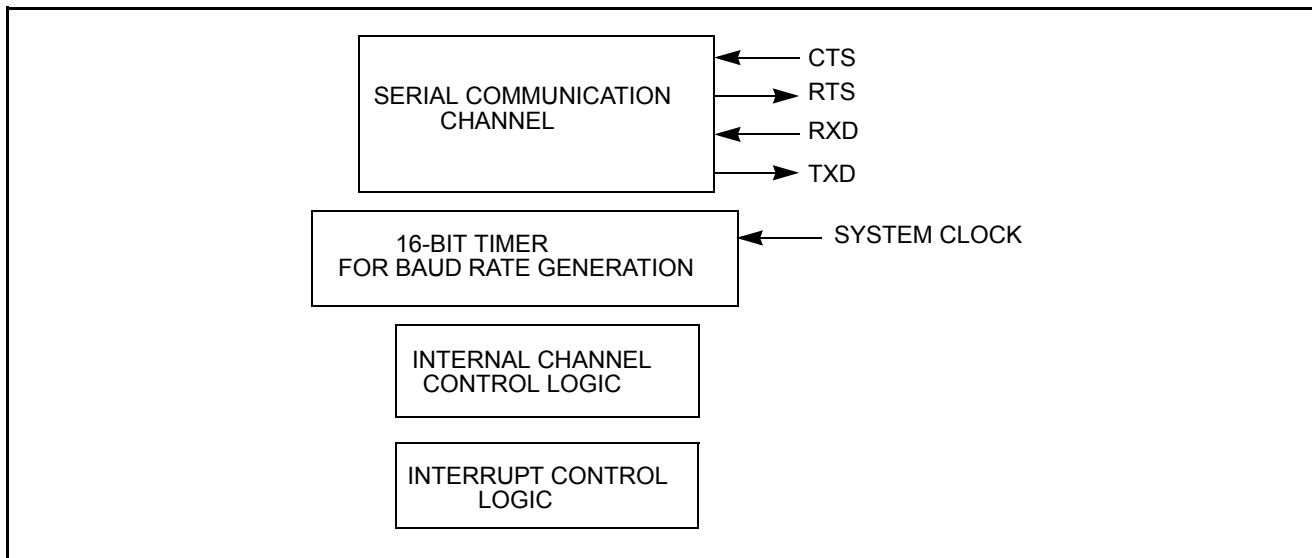 SERIAL COMMUNICATION
CHANNEL
CTS
RTS
RXD
TXD
16-BIT TIMER
FOR BAUD RATE GENERATION
SYSTEM CLOCK
INTERNAL CHANNEL
CONTROL LOGIC
INTERRUPT CONTROL
LOGIC